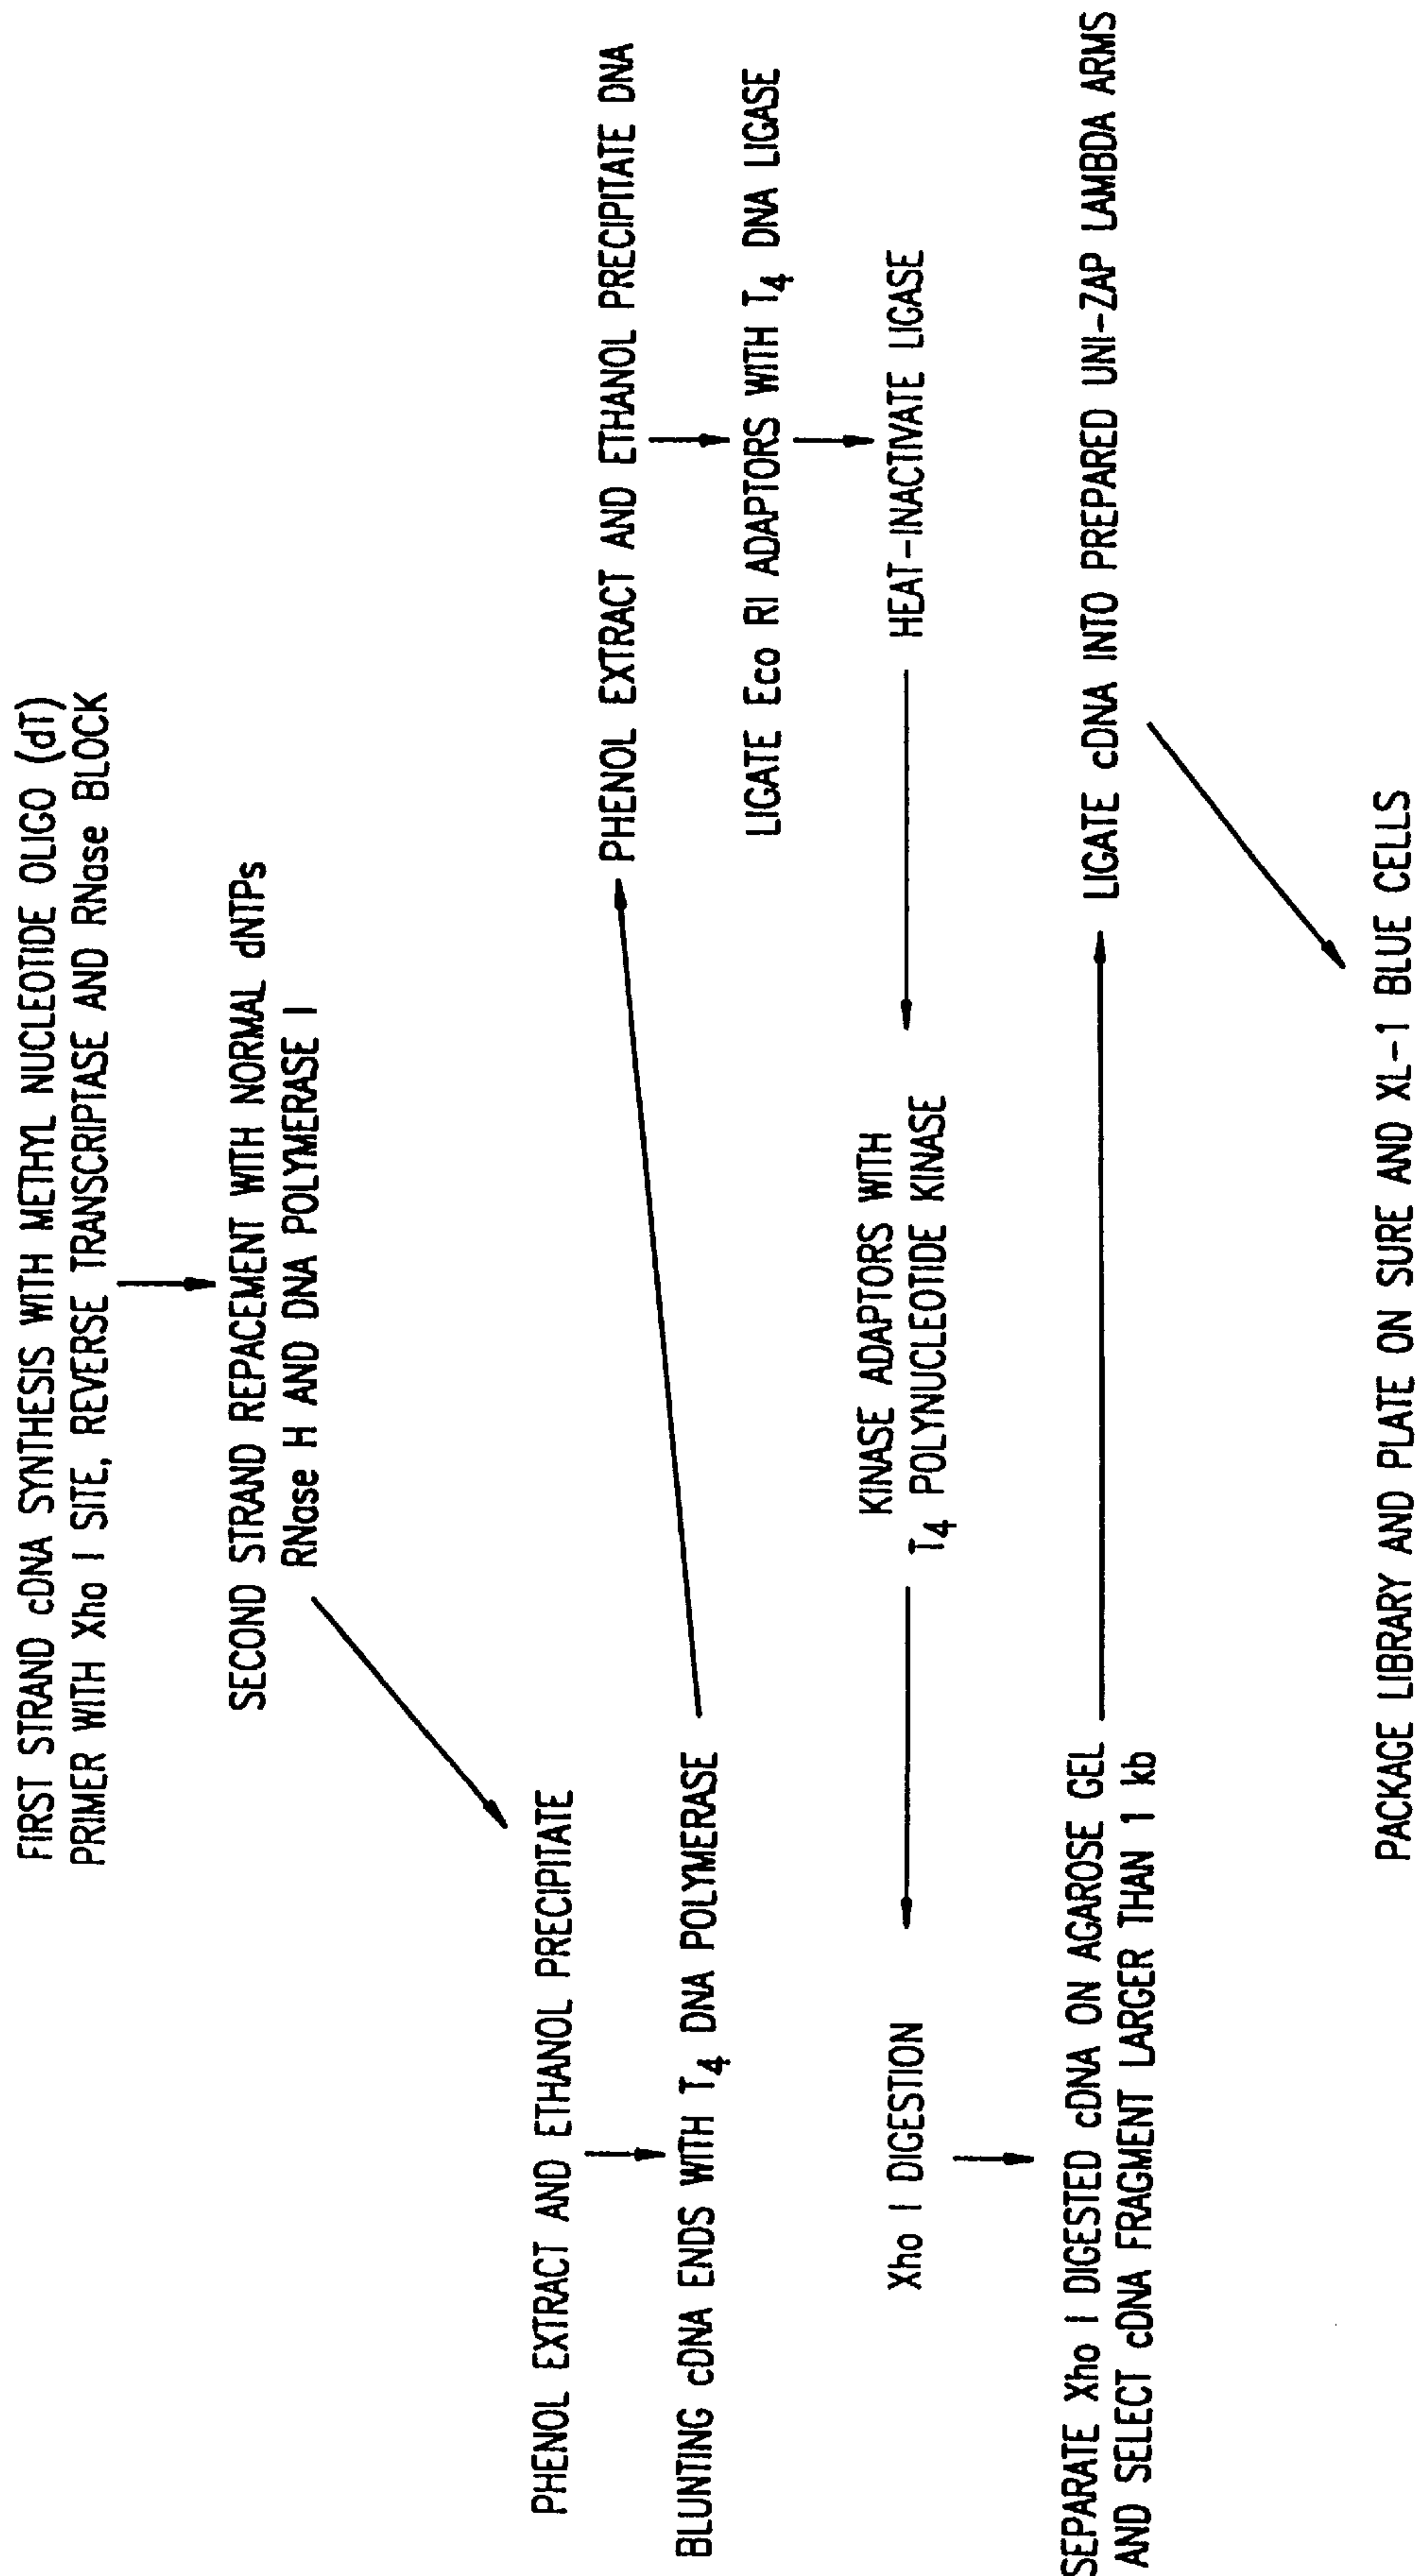 FIRST STRAND cDNA SYNTHESIS WITH METHYL NUCLEOTIDE OLIGO (dT)
PRIMER WITH Xho I SITE, REVERSE TRANSCRIPTASE AND RNase BLOCK
SECOND STRAND REPACEMENT WITH NORMAL dNTPs
RNase H AND DNA POLYMERASE I
PHENOL EXTRACT AND ETHANOL PRECIPITATE
BLUNTING cDNA ENDS WITH T4 DNA POLYMERASE
PHENOL EXTRACT AND ETHANOL PRECIPITATE DNA
LIGATE Eco RI ADAPTORS WITH T4 DNA LIGASE
HEAT-INACTIVATE LIGASE
KINASE ADAPTORS WITH
T4 POLYNUCLEOTIDE KINASE
Xho I DIGESTION
SEPARATE Xho I DIGESTED cDNA ON AGAROSE GEL
AND SELECT cDNA FRAGMENT LARGER THAN 1 kb
LIGATE cDNA INTO PREPARED UNI-ZAP LAMBDA ARMS
PACKAGE LIBRARY AND PLATE ON SURE AND XL-1 BLUE CELLS